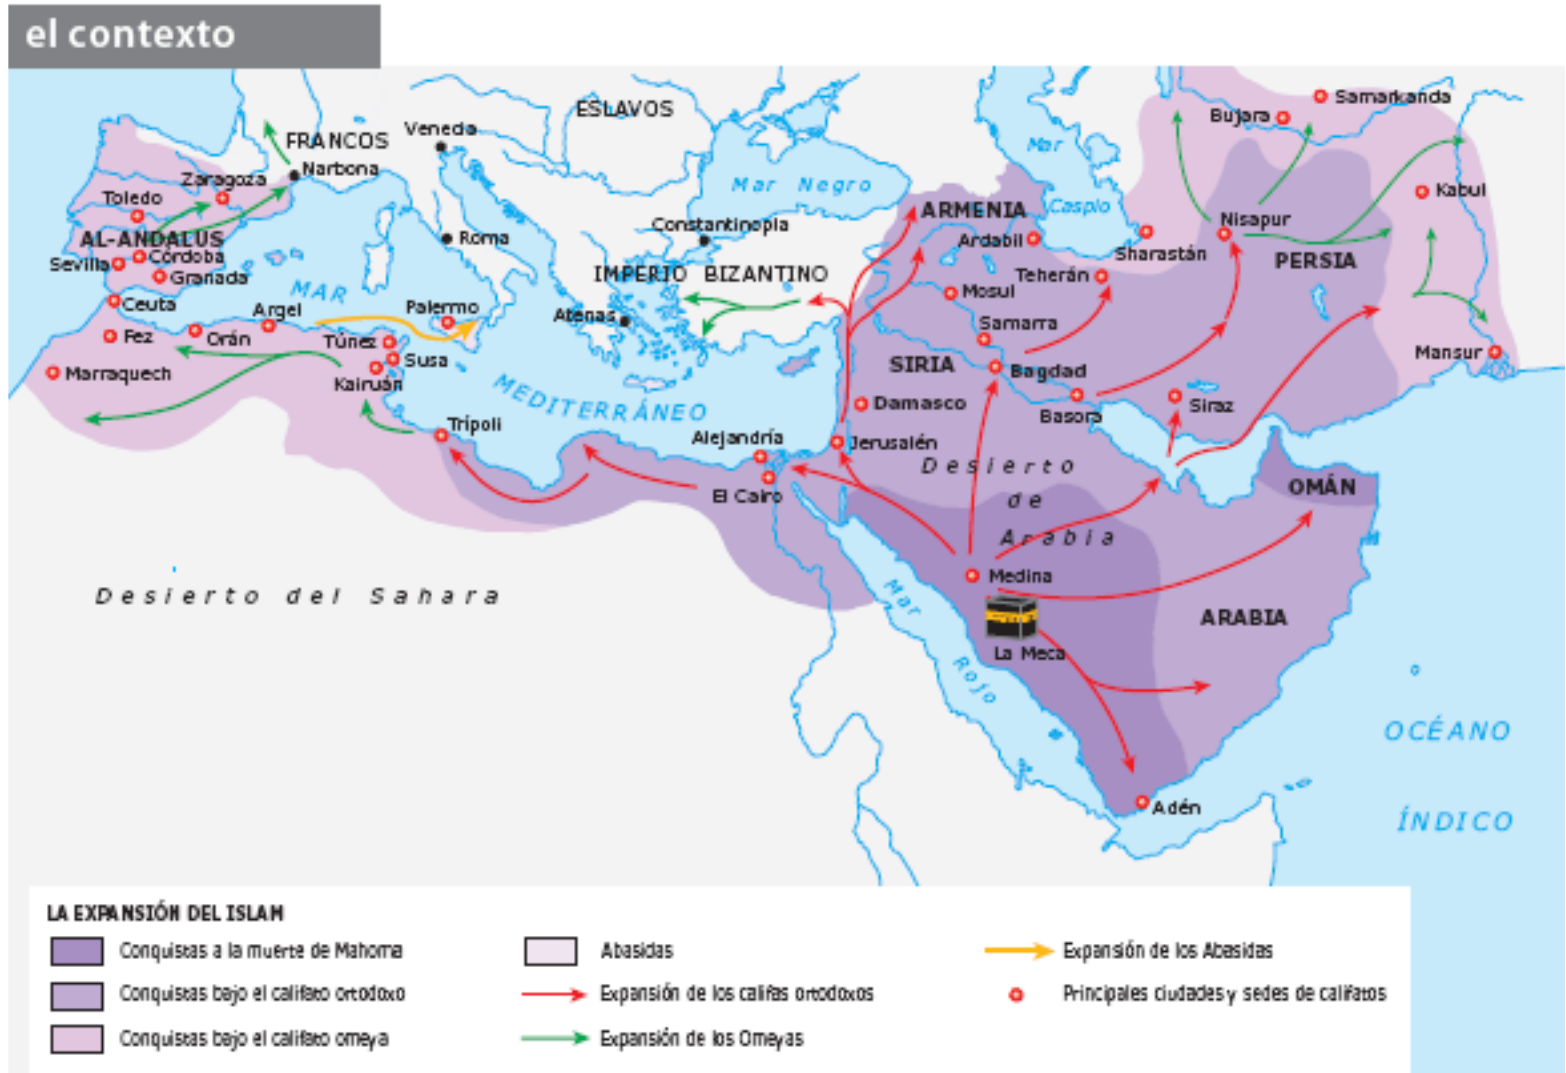 el contexto
ESLAVOS
FRANCOS
Venecia
Narbona
Zaragoza
Toledo
AL-ANDALUS
Córdoba
Sevilla
Granada
Ceuta
Fez
Orán
Argel
Marraquech
Túnez
Susa
Kairuán
Trípoli
Palermo
Roma
MAR
MEDITERRÁNEO
Mar Negro
Constantinopla
IMPERIO BIZANTINO
Atenas
Alejandría
El Cairo
Jerusalén
Damasco
SIRIA
ARMENIA
Mar
Caspio
Ardabil
Teherán
Mosul
Samarra
Bagdad
Basora
Siraz
Sharastán
Nisapur
PERSIA
Bujara
Samarkanda
Kabul
Mansur
Desierto
de
Arabia
OMÁN
Medina
La Meca
ARABIA
Adén
Mar
Rojo
Desierto del Sahara
OCÉANO
ÍNDICO
LA EXPANSIÓN DEL ISLAM
Conquistas a la muerte de Mahoma
Conquistas bajo el califato ortodoxo
Conquistas bajo el califato omeya
Abasidas
Expansión de los califas ortodoxos
Expansión de los Omeyas
Expansión de los Abasidas
Principales ciudades y sedes de califatos